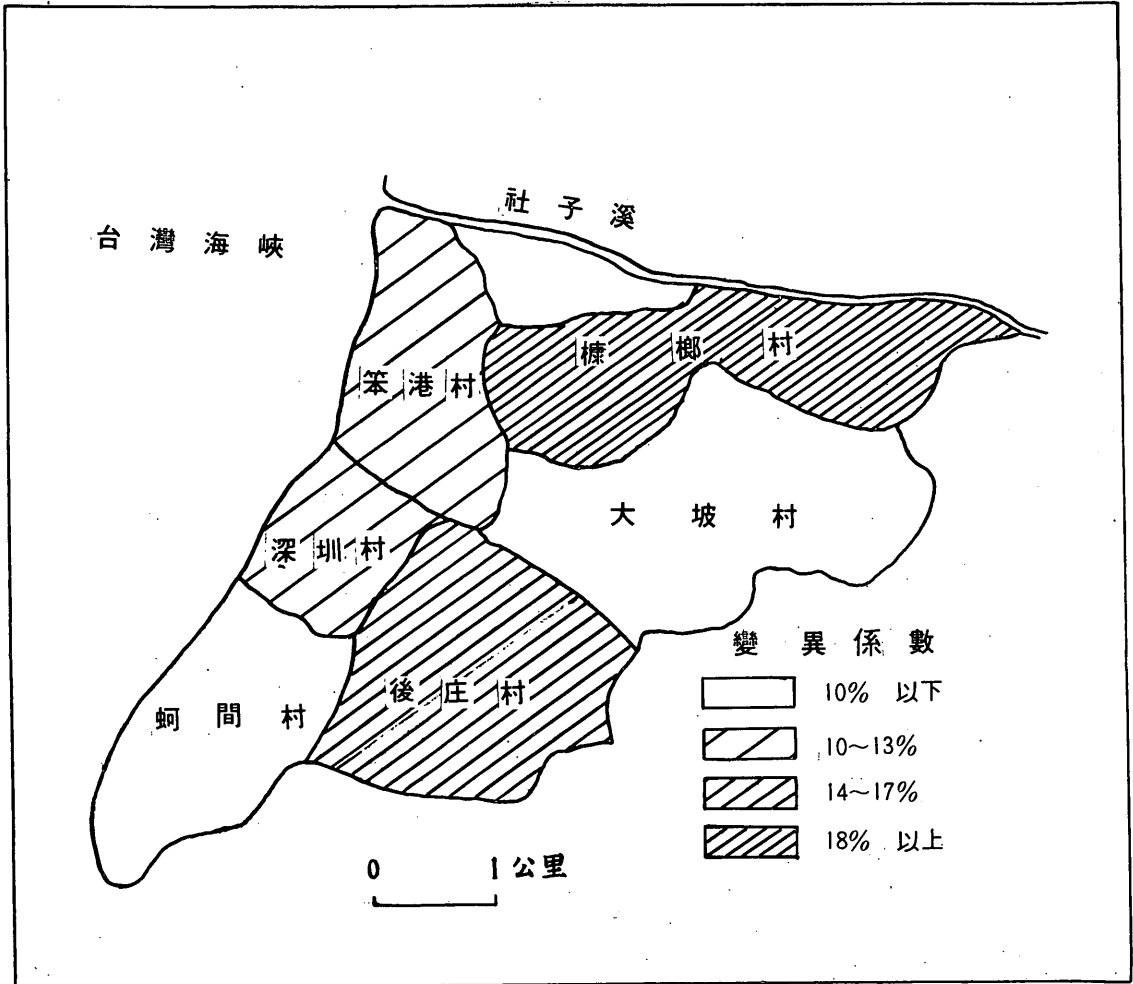 社子溪
台灣海峽
槺榔村
笨港村
大坡村
深圳村
後庄村
蚵間村
變異係數
10% 以下
10~13%
14~17%
18% 以上
0 1公里